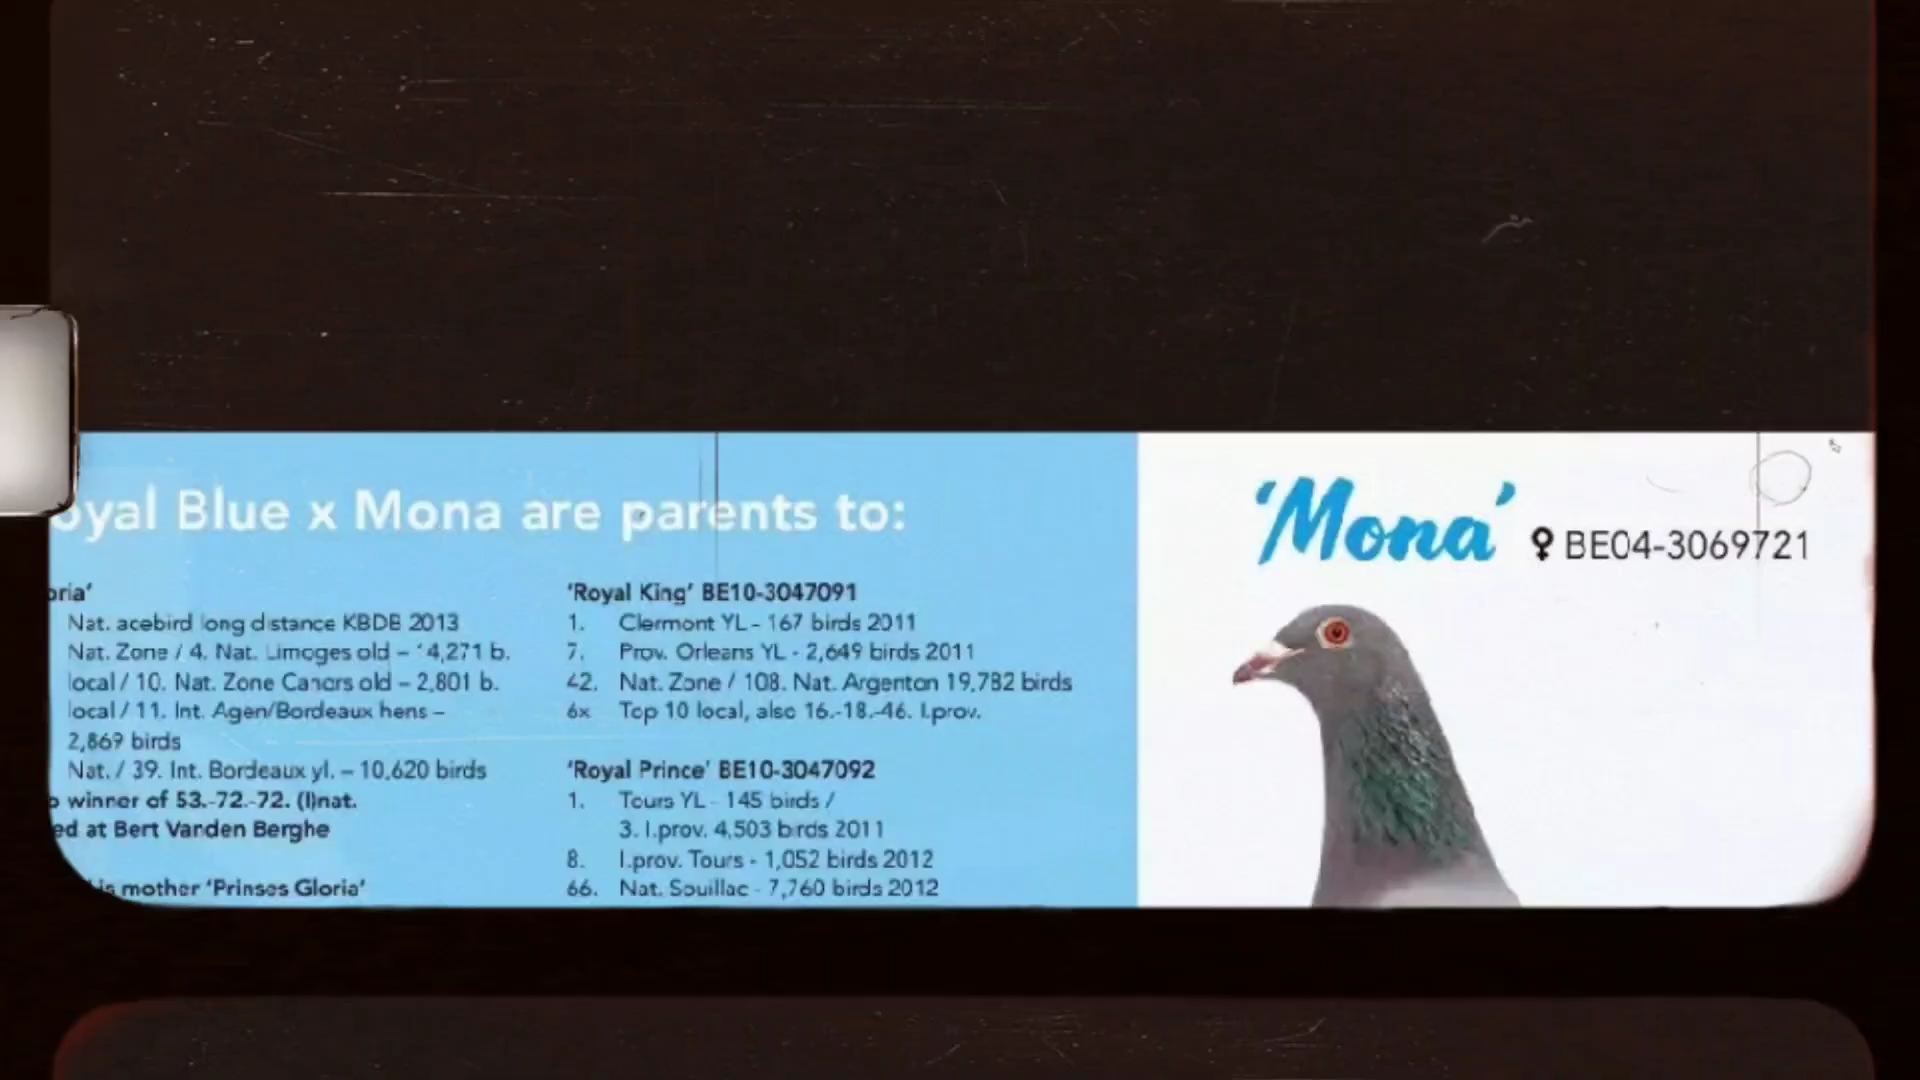 oyal Blue x Mona are parents to:
oria'
Nat. acebird long distance KBDB 2013
Nat. Zone / 4. Nat. Limoges old – 14,271 b.
local / 10. Nat. Zone Cahors old – 2,801 b.
local / 11. Int. Agen/Bordeaux hens –
2,869 birds
Nat. / 39. Int. Bordeaux yl. – 10,620 birds
o winner of 53.-72.-72. (I)nat.
ed at Bert Vanden Berghe
is mother 'Prinses Gloria'
'Royal King' BE10-3047091
1. Clermont YL - 167 birds 2011
7. Prov. Orleans YL - 2,649 birds 2011
42. Nat. Zone / 108. Nat. Argenton 19,782 birds
6x Top 10 local, also 16.-18.-46. I.prov.
'Royal Prince' BE10-3047092
1. Tours YL - 145 birds /
3. I.prov. 4,503 birds 2011
8. I.prov. Tours - 1,052 birds 2012
66. Nat. Souillac - 7,760 birds 2012
'Mona' ♀ BE04-3069721